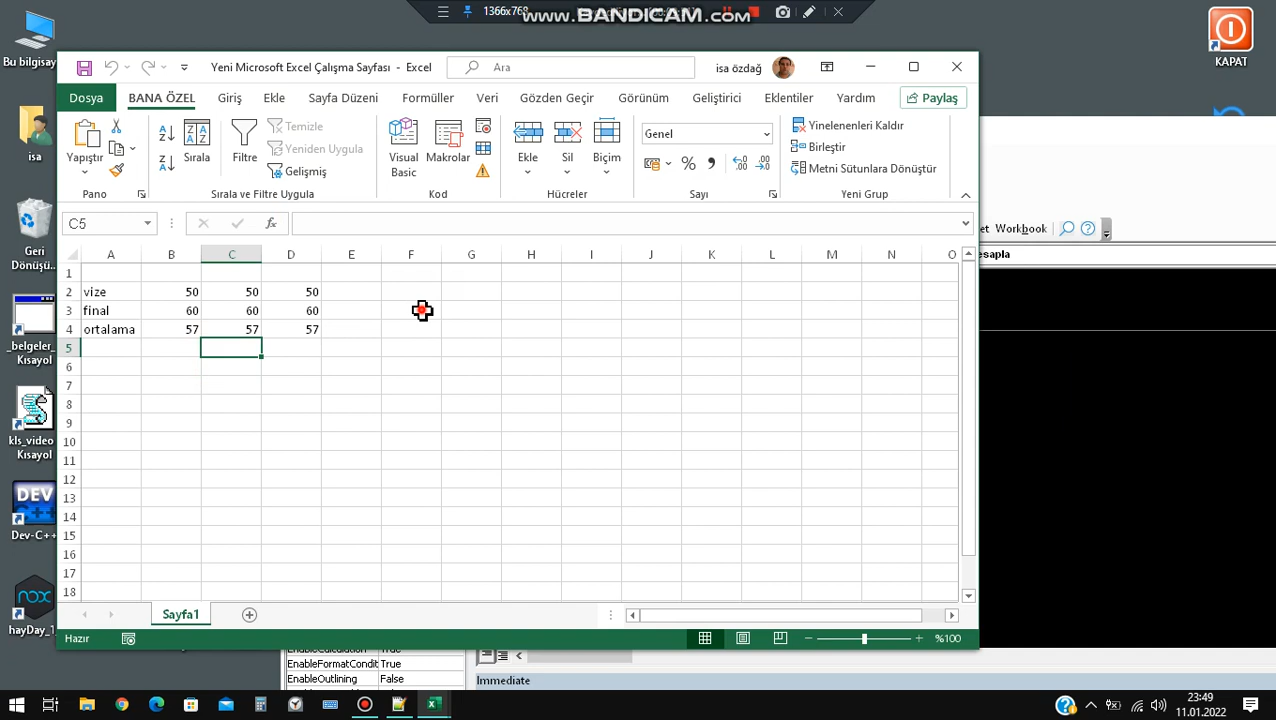 1366x768
www.BANDICAM.com
Bu bilgisay
KAPAT
Yeni Microsoft Excel Çalışma Sayfası - Excel
Ara
isa özdağ
Dosya BANA ÖZEL Giriş Ekle Sayfa Düzeni Formüller Veri Gözden Geçir Görünüm Geliştirici Eklentiler Yardım Paylaş
Yapıştır
Sırala
Filtre
Temizle
Yeniden Uygula
Gelişmiş
Visual Basic
Makrolar
Ekle
Sil
Biçim
Genel
Yinelenenleri Kaldır
Birleştir
Metni Sütunlara Dönüştür
Pano Sırala ve Filtre Uygula Kod Hücreler Sayı Yeni Grup
isa
C5
fx
A B C D E F G H I J K L M N O
1
2 vize 50 50 50
3 final 60 60 60
4 ortalama 57 57 57
5
6
7
8
9
10
11
12
13
14
15
16
17
18
Sayfa1
Hazır
%100
Geri
Dönüşü...
_belgeler_
Kısayol
kls_video
Kısayol
DEV
Dev-C++
nox
hayDay_1
et Workbook
esapla
EnableCalculation True
EnableFormatCondit True
EnableOutlining False
Immediate
23:49
11.01.2022